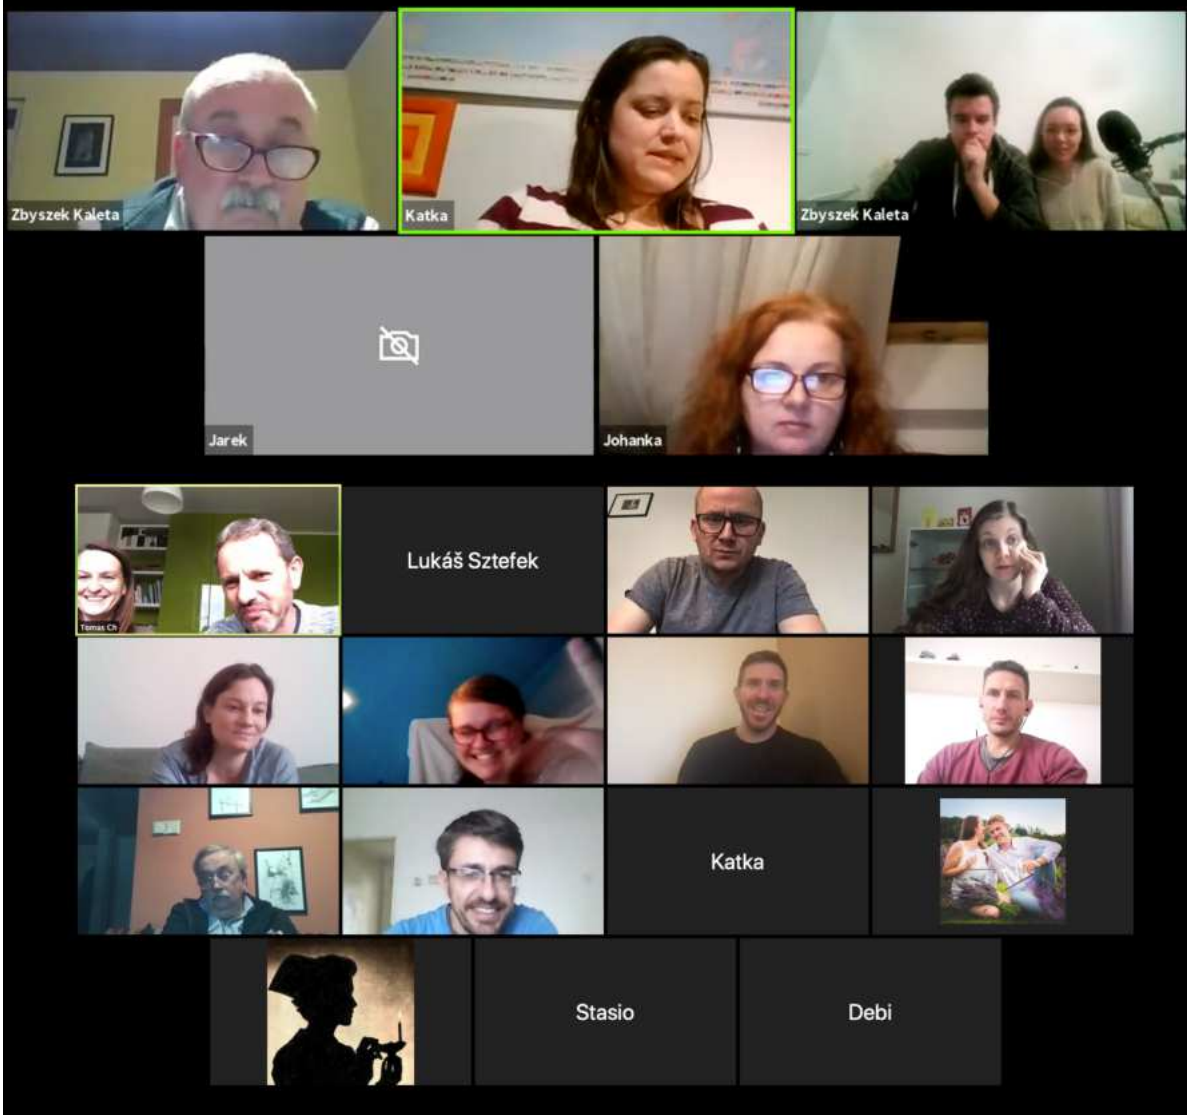 Zbyszek Kaleta
Katka
Zbyszek Kaleta
Jarek
Johanka
Tomas Ch
Lukáš Sztefek
Katka
Stasio
Debi